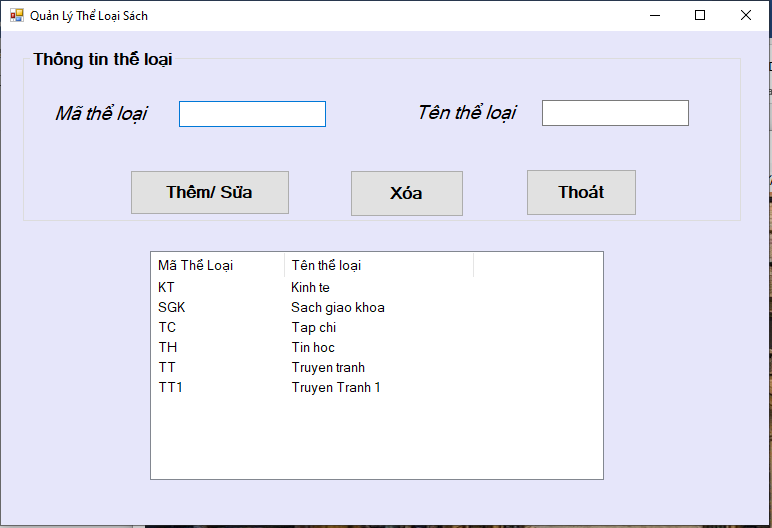 Quản Lý Thể Loại Sách
Thông tin thể loại
Mã thể loại Tên thể loại
Thêm/ Sửa Xóa Thoát
Mã Thể Loại Tên thể loại
KT Kinh te
SGK Sach giao khoa
TC Tap chi
TH Tin hoc
TT Truyen tranh
TT1 Truyen Tranh 1